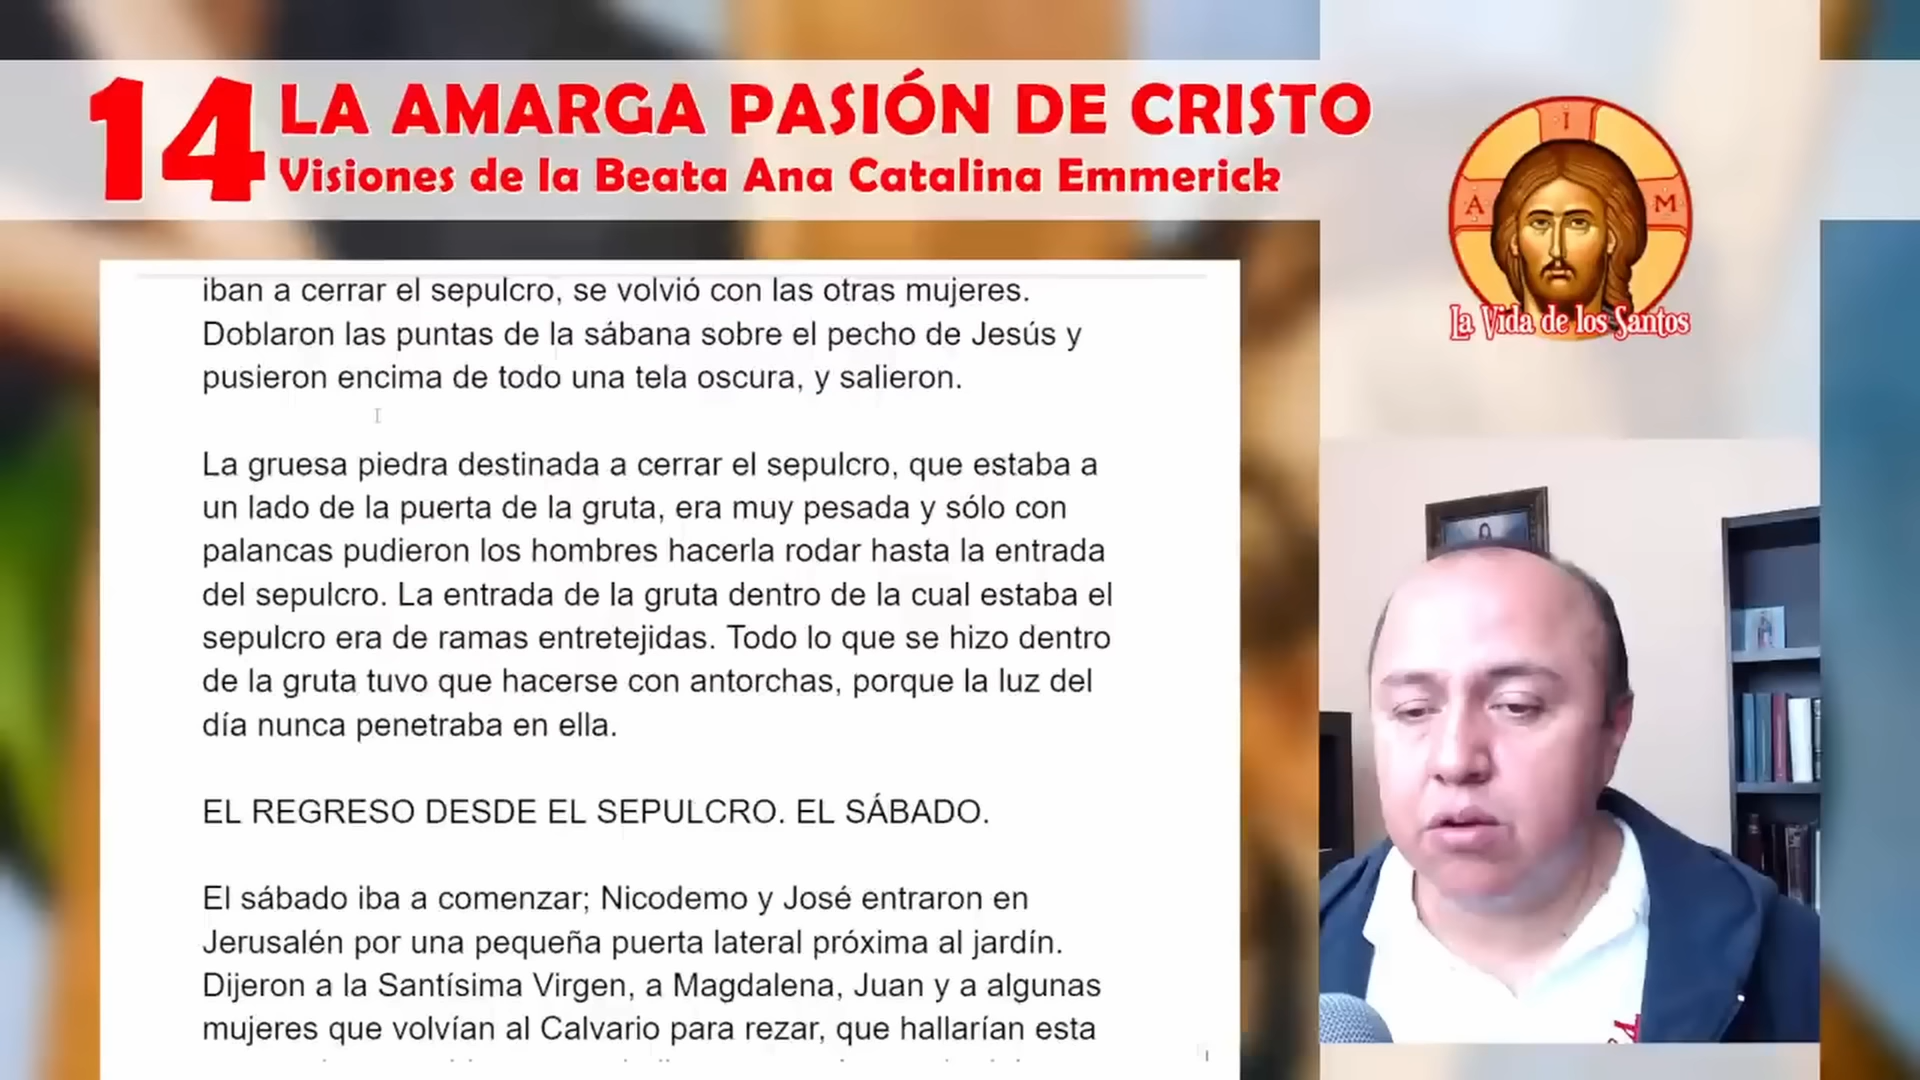 14 LA AMARGA PASIÓN DE CRISTO
Visiones de la Beata Ana Catalina Emmerick
I
A M
La Vida de los Santos
iban a cerrar el sepulcro, se volvió con las otras mujeres.
Doblaron las puntas de la sábana sobre el pecho de Jesús y
pusieron encima de todo una tela oscura, y salieron.
La gruesa piedra destinada a cerrar el sepulcro, que estaba a
un lado de la puerta de la gruta, era muy pesada y sólo con
palancas pudieron los hombres hacerla rodar hasta la entrada
del sepulcro. La entrada de la gruta dentro de la cual estaba el
sepulcro era de ramas entretejidas. Todo lo que se hizo dentro
de la gruta tuvo que hacerse con antorchas, porque la luz del
día nunca penetraba en ella.
EL REGRESO DESDE EL SEPULCRO. EL SÁBADO.
El sábado iba a comenzar; Nicodemo y José entraron en
Jerusalén por una pequeña puerta lateral próxima al jardín.
Dijeron a la Santísima Virgen, a Magdalena, Juan y a algunas
mujeres que volvían al Calvario para rezar, que hallarían esta